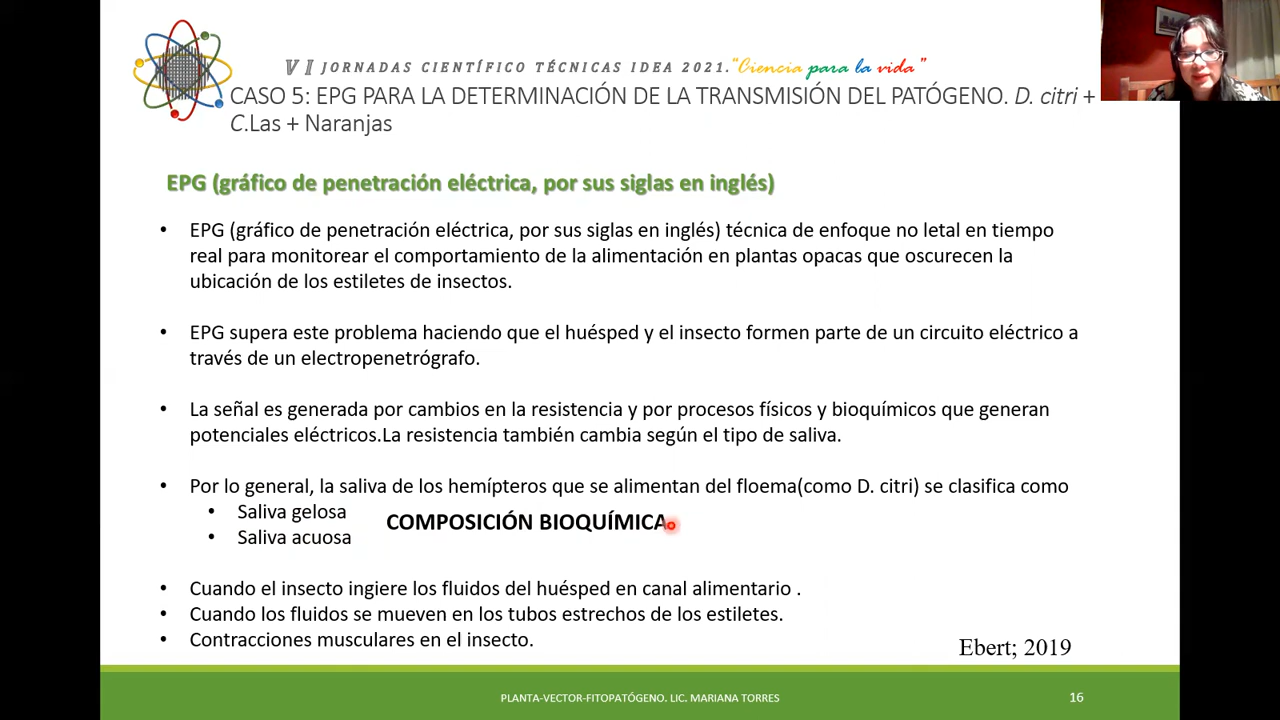 VI JORNADAS CIENTÍFICO TÉCNICAS IDEA 2021. "Ciencia para la vida"
CASO 5: EPG PARA LA DETERMINACIÓN DE LA TRANSMISIÓN DEL PATÓGENO. D. citri +
C.Las + Naranjas
EPG (gráfico de penetración eléctrica, por sus siglas en inglés)
• EPG (gráfico de penetración eléctrica, por sus siglas en inglés) técnica de enfoque no letal en tiempo
real para monitorear el comportamiento de la alimentación en plantas opacas que oscurecen la
ubicación de los estiletes de insectos.
• EPG supera este problema haciendo que el huésped y el insecto formen parte de un circuito eléctrico a
través de un electropenetrógrafo.
• La señal es generada por cambios en la resistencia y por procesos físicos y bioquímicos que generan
potenciales eléctricos.La resistencia también cambia según el tipo de saliva.
• Por lo general, la saliva de los hemípteros que se alimentan del floema(como D. citri) se clasifica como
• Saliva gelosa
COMPOSICIÓN BIOQUÍMICA
• Saliva acuosa
• Cuando el insecto ingiere los fluidos del huésped en canal alimentario .
• Cuando los fluidos se mueven en los tubos estrechos de los estiletes.
• Contracciones musculares en el insecto.
Ebert; 2019
PLANTA-VECTOR-FITOPATÓGENO. LIC. MARIANA TORRES
16